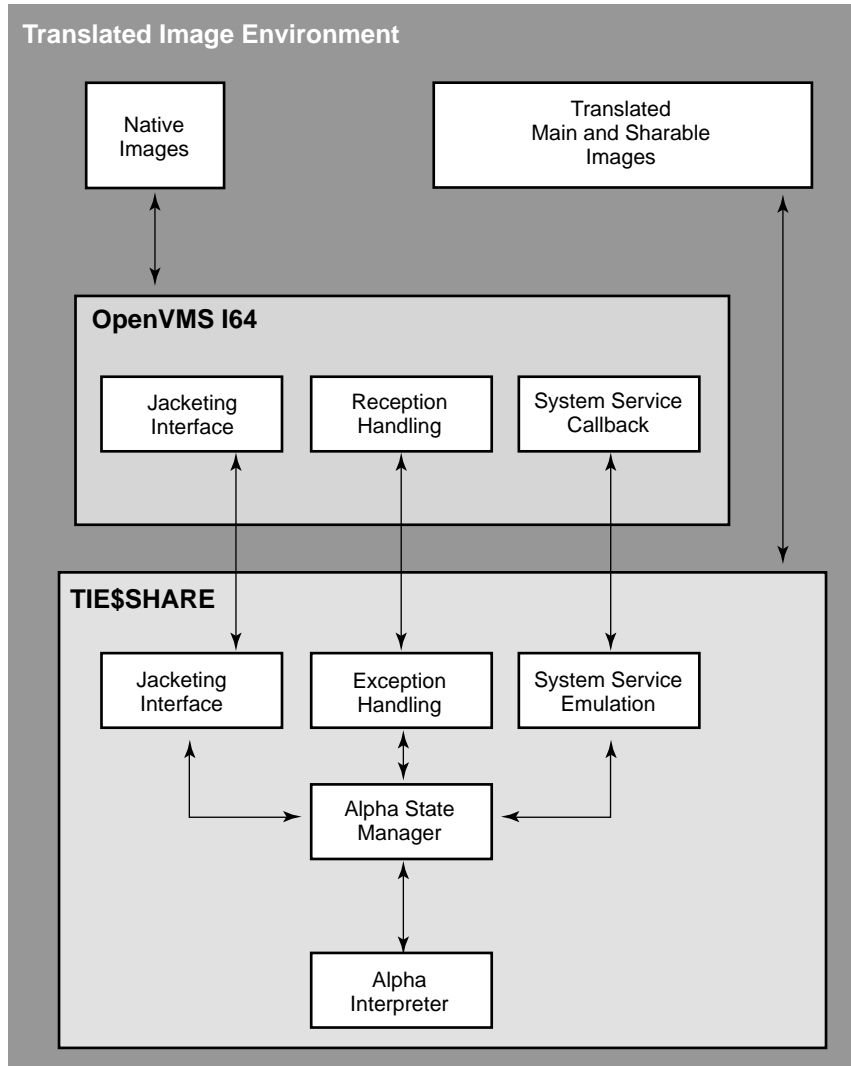 Translated Image Environment
Native
Images
Translated
Main and Sharable
Images
OpenVMS I64
Jacketing
Interface
Reception
Handling
System Service
Callback
TIE$SHARE
Jacketing
Interface
Exception
Handling
System Service
Emulation
Alpha State
Manager
Alpha
Interpreter